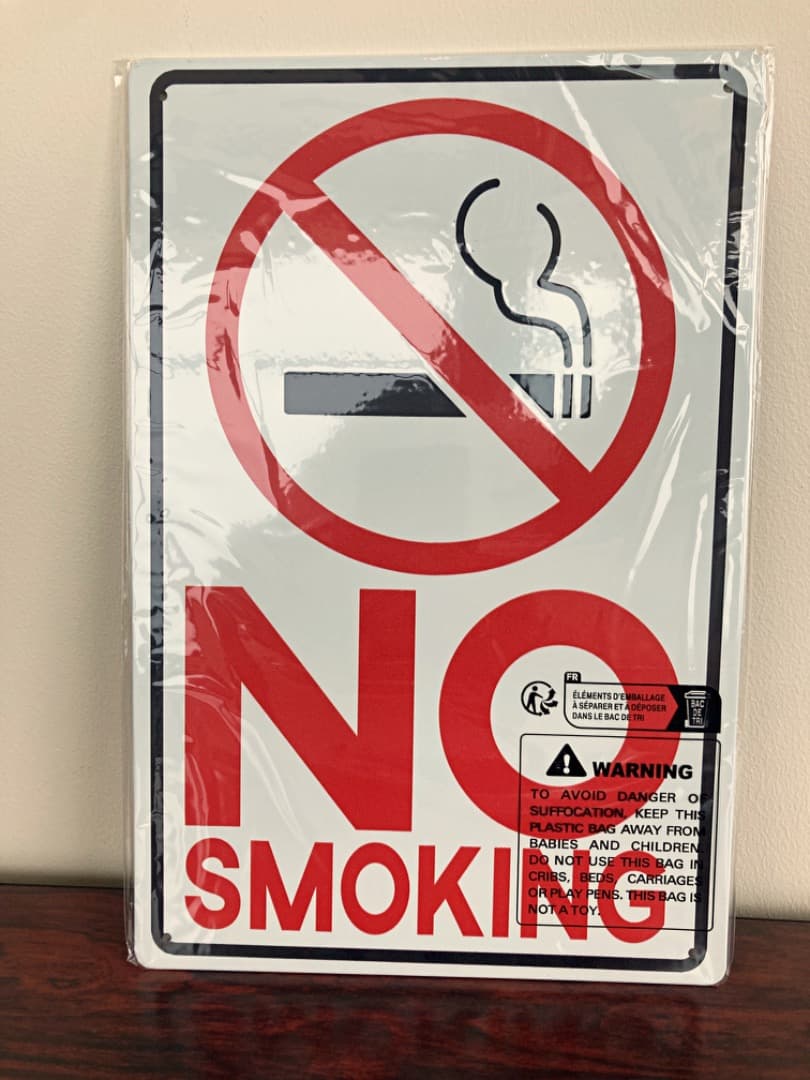 NO
FR
ÉLÉMENTS D'EMBALLAGE
À SÉPARER ET À DÉPOSER
DANS LE BAC DE TRI
BAC
DE
TRI
WARNING
TO AVOID DANGER OF
SUFFOCATION, KEEP THIS
PLASTIC BAG AWAY FROM
BABIES AND CHILDREN.
DO NOT USE THIS BAG IN
CRIBS, BEDS, CARRIAGES
OR PLAY PENS. THIS BAG IS
NOT A TOY.
SMOKING